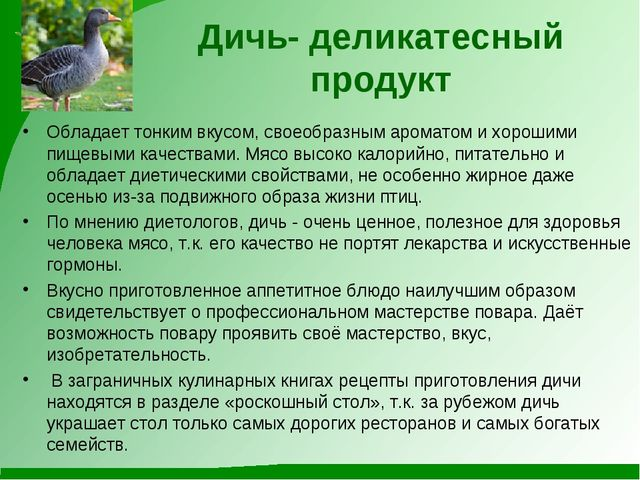 Дичь- деликатесный
продукт
• Обладает тонким вкусом, своеобразным ароматом и хорошими
пищевыми качествами. Мясо высоко калорийно, питательно и
обладает диетическими свойствами, не особенно жирное даже
осенью из-за подвижного образа жизни птиц.
• По мнению диетологов, дичь - очень ценное, полезное для здоровья
человека мясо, т.к. его качество не портят лекарства и искусственные
гормоны.
• Вкусно приготовленное аппетитное блюдо наилучшим образом
свидетельствует о профессиональном мастерстве повара. Даёт
возможность повару проявить своё мастерство, вкус,
изобретательность.
• В заграничных кулинарных книгах рецепты приготовления дичи
находятся в разделе «роскошный стол», т.к. за рубежом дичь
украшает стол только самых дорогих ресторанов и самых богатых
семейств.